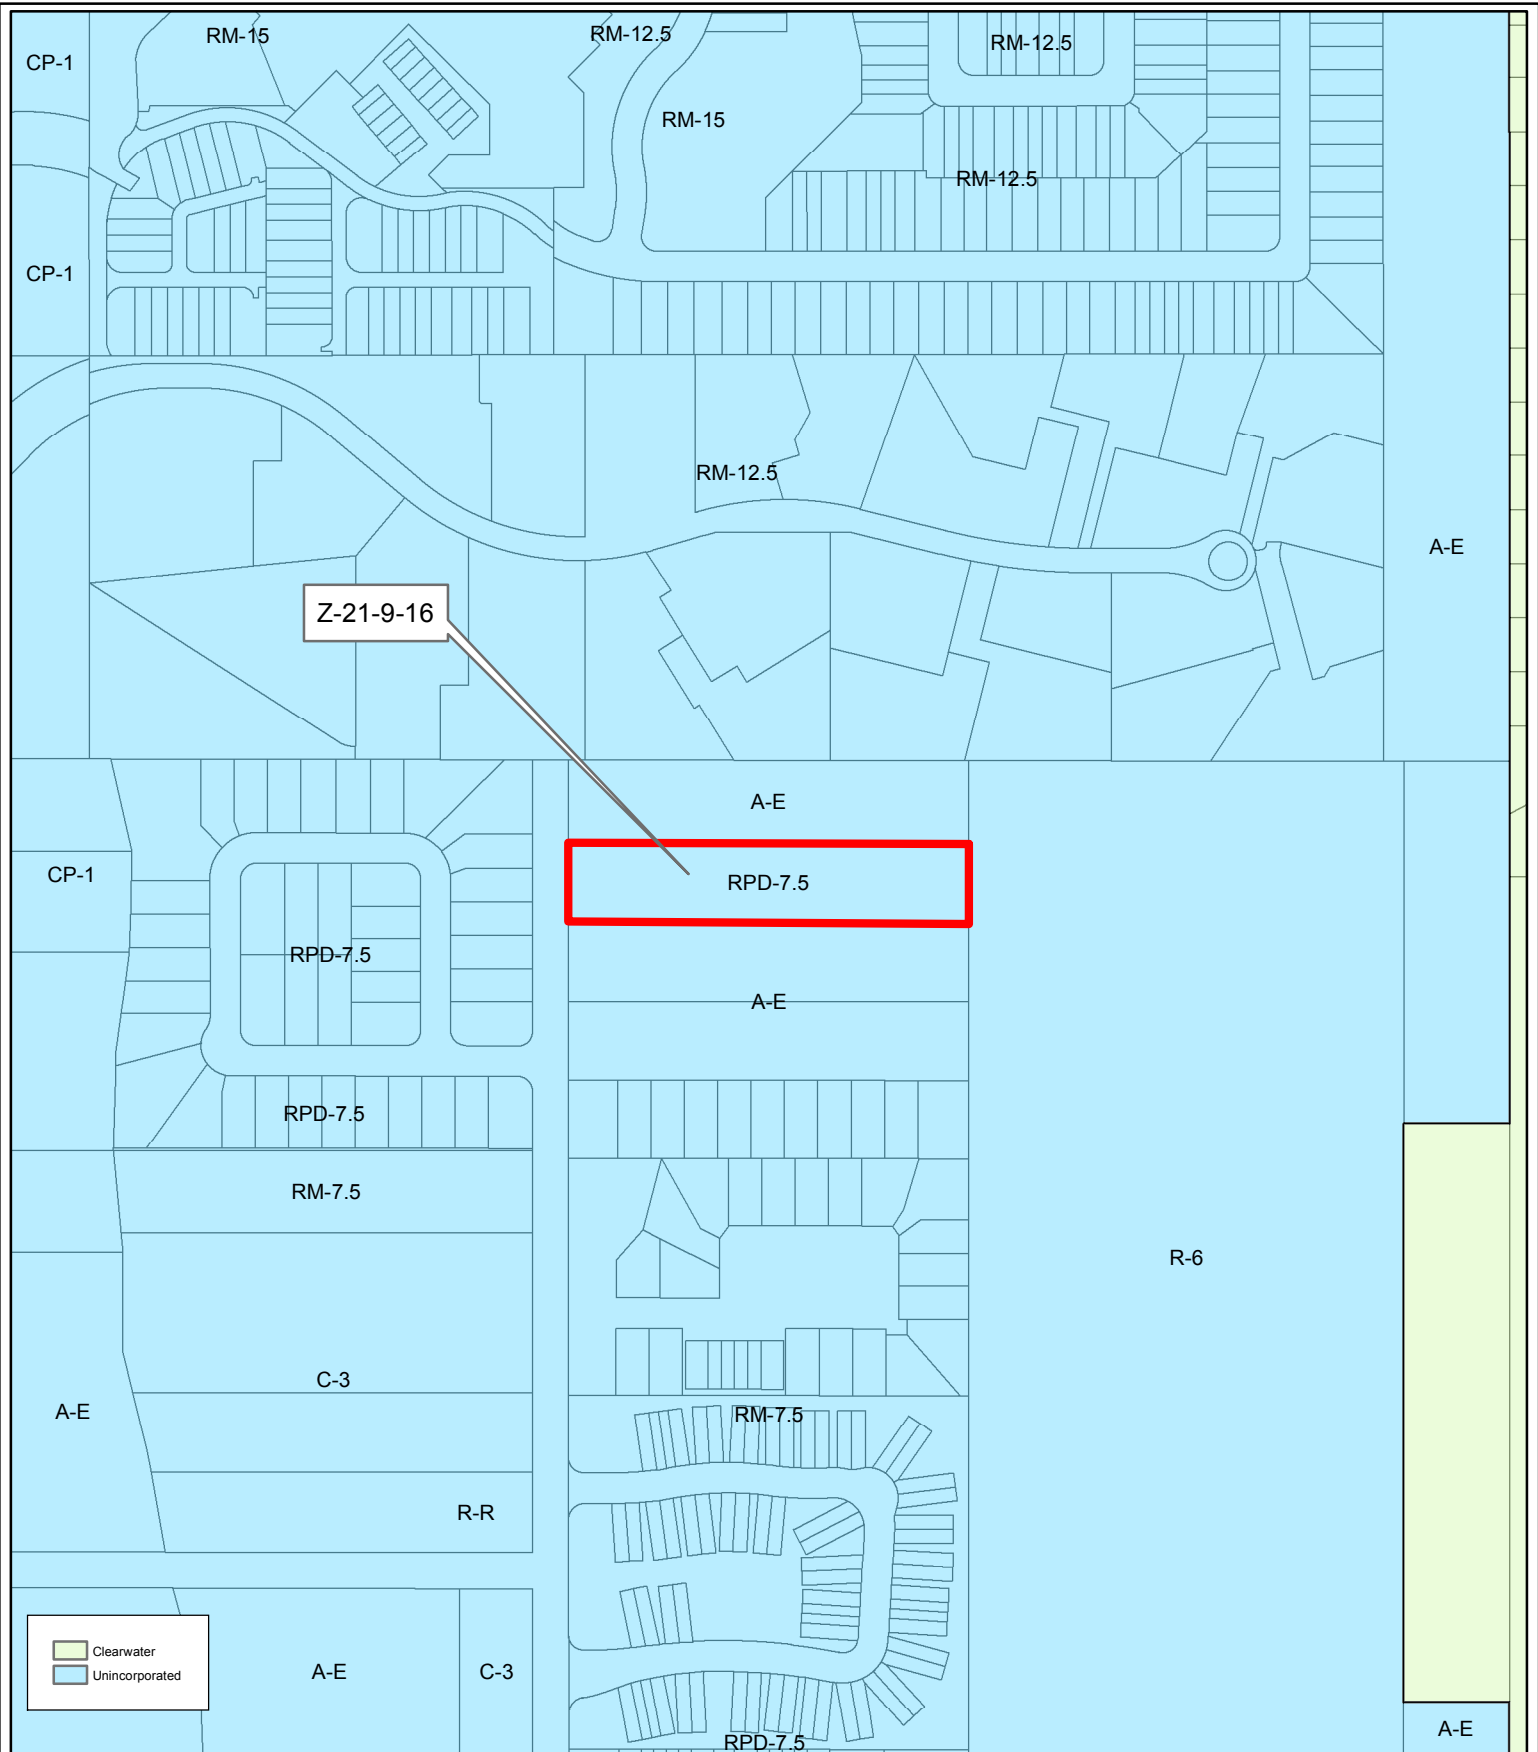 RM-15
RM-12.5
RM-12.5
CP-1
RM-15
RM-12.5
CP-1
RM-12.5
A-E
Z-21-9-16
A-E
CP-1
RPD-7.5
RPD-7.5
A-E
RPD-7.5
RM-7.5
R-6
C-3
A-E
RM-7.5
R-R
Clearwater
Unincorporated
A-E
C-3
A-E
RPD-7.5